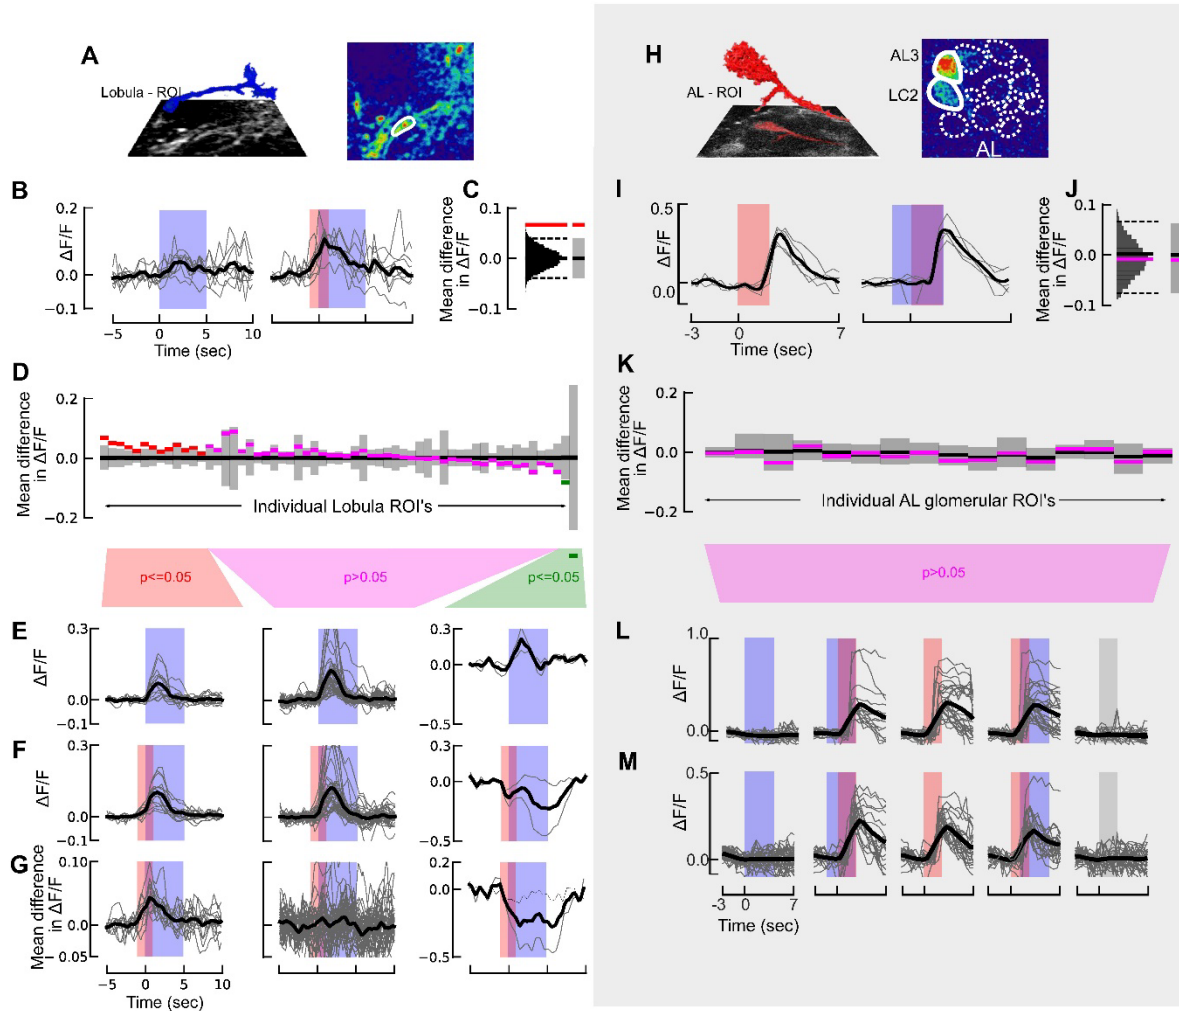 A
Lobula - ROI
H
AL - ROI
AL3
LC2
AL
B
ΔF/F
0.2
0.0
−0.1
−5
0
5
10
Time (sec)
C
Mean difference
in ΔF/F
0.1
0.0
−0.1
I
ΔF/F
0.5
0.0
-3
0
7
Time (sec)
J
Mean difference
in ΔF/F
0.1
0.0
−0.1
D
Mean difference
in ΔF/F
0.2
0.0
−0.2
Individual Lobula ROI's
p<=0.05
p>0.05
p<=0.05
K
Mean difference
in ΔF/F
0.2
0.0
−0.2
Individual AL glomerular ROI's
p>0.05
E
ΔF/F
0.3
0.0
−0.1
0.3
0.0
−0.5
F
ΔF/F
0.3
0.0
−0.1
0.3
0.0
−0.5
G
Mean difference
in ΔF/F
0.10
0.00
−0.05
0.2
0.0
−0.5
−5
0
5
10
Time (sec)
L
ΔF/F
1.0
0.0
M
ΔF/F
0.5
0.0
-3
0
7
Time (sec)